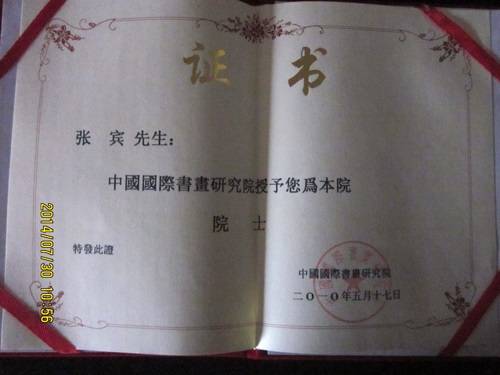 证 书
张 宾 先生：
中國國際書畫研究院授予您爲本院
院 士
特發此證
中國國際書畫研究院
二○一○年五月十七日
2014/07/30 10:56